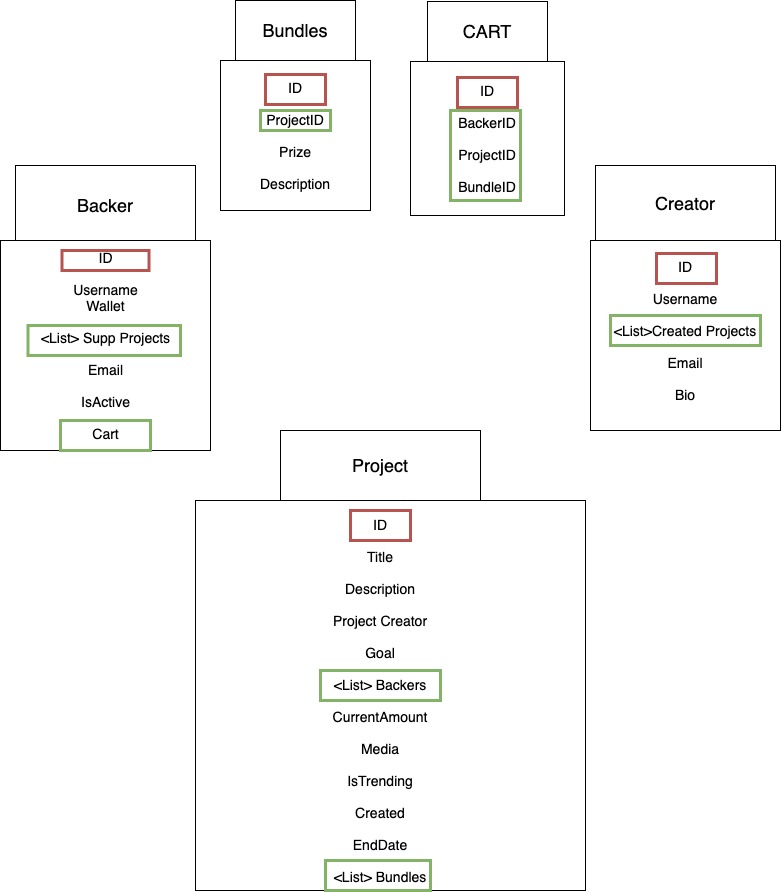 Bundles
ID
ProjectID
Prize
Description
CART
ID
BackerID
ProjectID
BundleID
Backer
ID
Username
Wallet
<List> Supp Projects
Email
IsActive
Cart
Creator
ID
Username
<List>Created Projects
Email
Bio
Project
ID
Title
Description
Project Creator
Goal
<List> Backers
CurrentAmount
Media
IsTrending
Created
EndDate
<List> Bundles